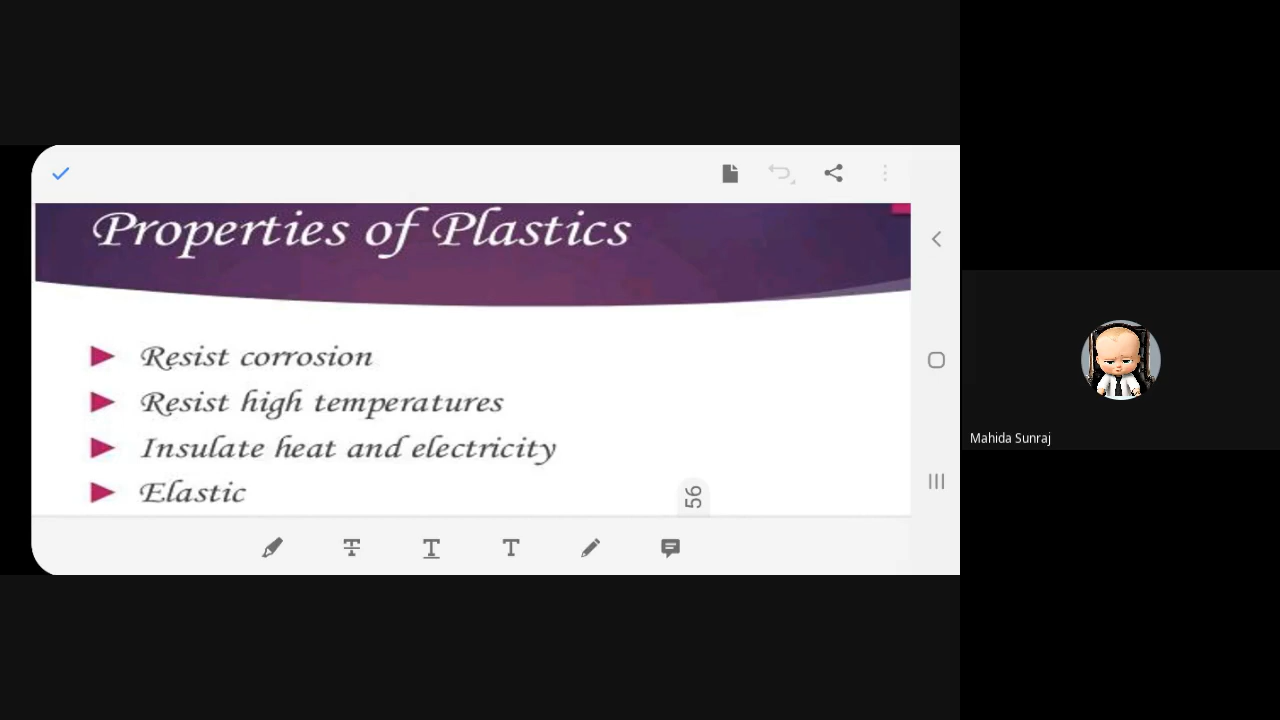 Properties of Plastics
Resist corrosion
Resist high temperatures
Insulate heat and electricity
Elastic
56
Mahida Sunraj